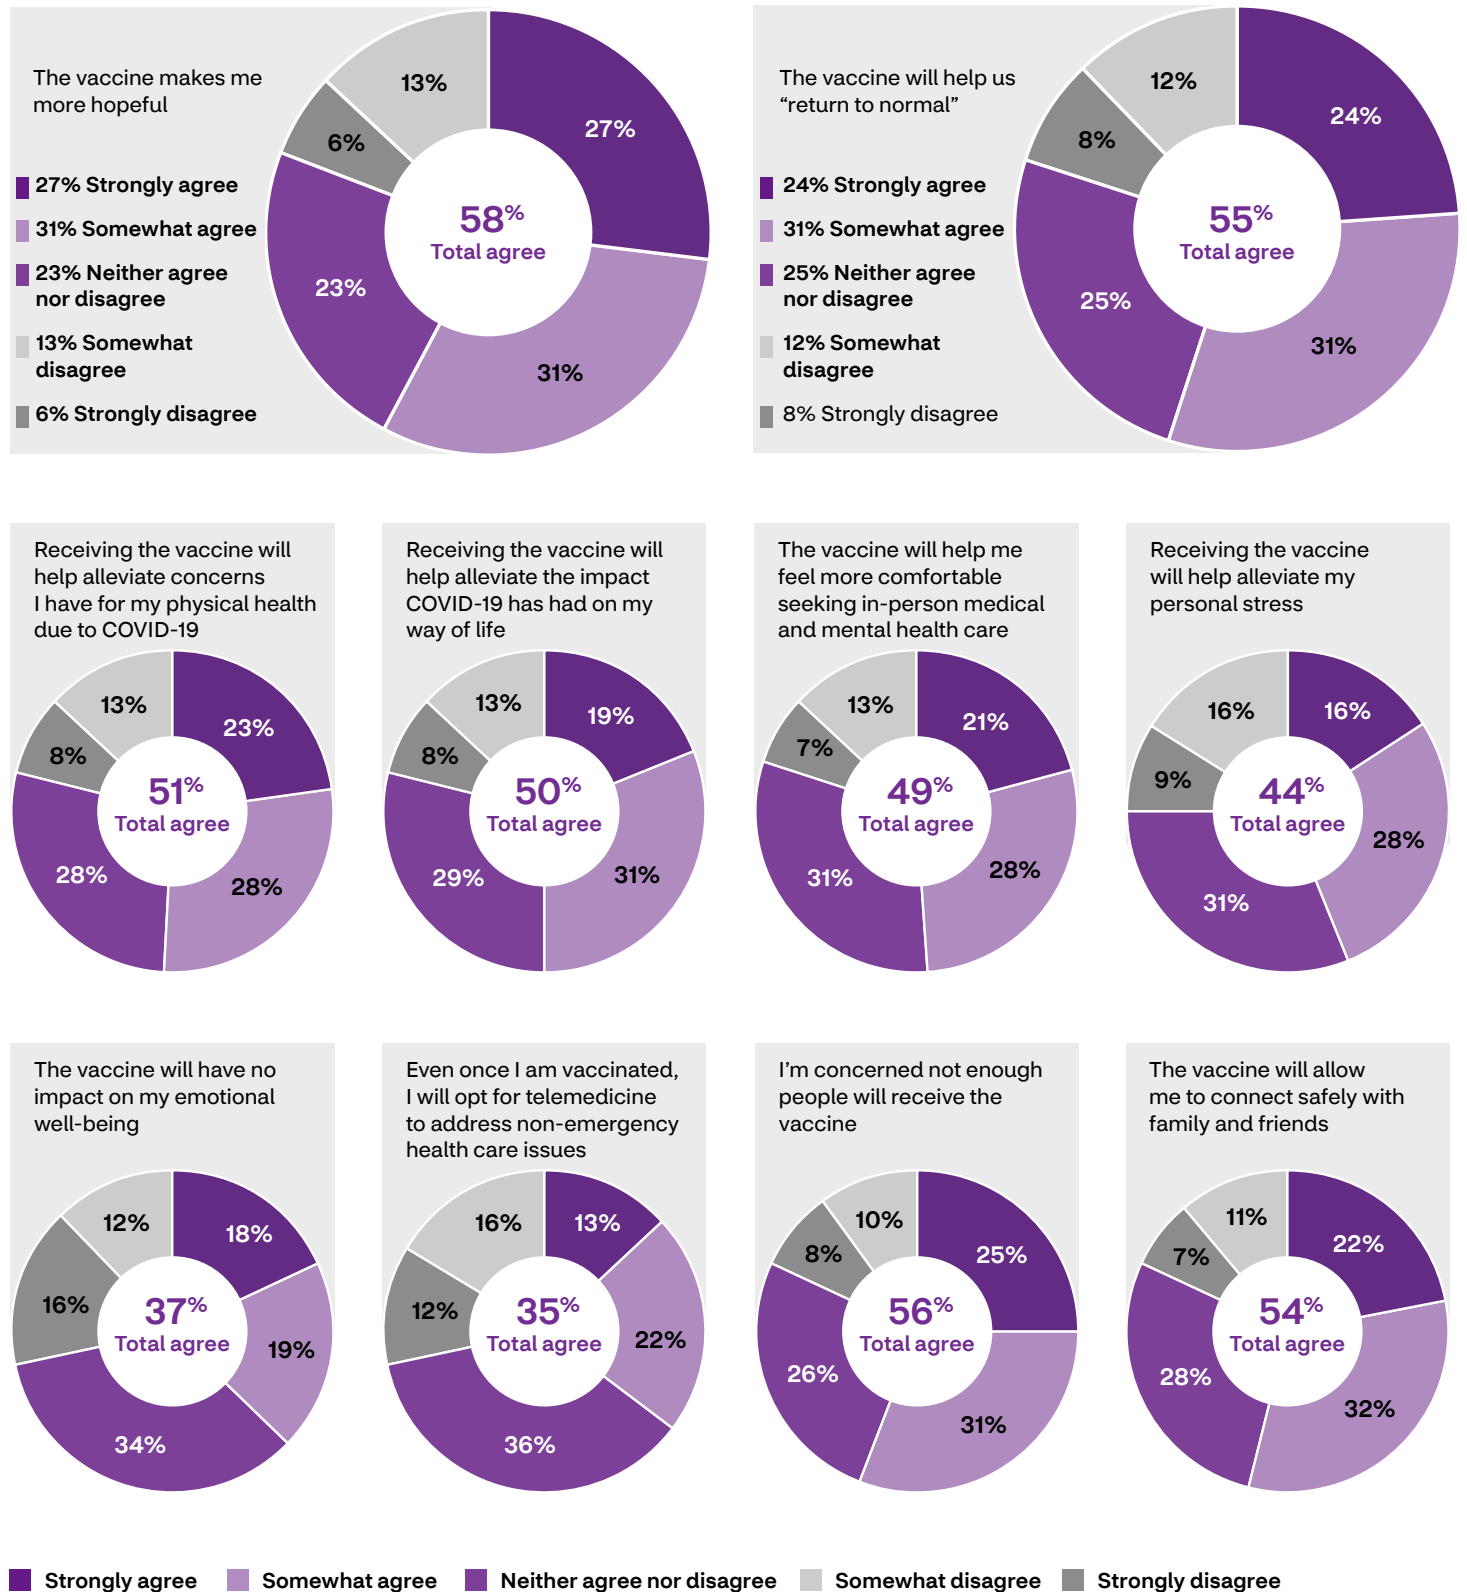 The vaccine makes me
more hopeful
27% Strongly agree
31% Somewhat agree
23% Neither agree
nor disagree
13% Somewhat
disagree
6% Strongly disagree
13%
27%
6%
58%
Total agree
23%
31%
The vaccine will help us
“return to normal”
24% Strongly agree
31% Somewhat agree
25% Neither agree
nor disagree
12% Somewhat
disagree
8% Strongly disagree
12%
24%
8%
55%
Total agree
25%
31%
Receiving the vaccine will
help alleviate concerns
I have for my physical health
due to COVID-19
13%
23%
8%
51%
Total agree
28%
28%
Receiving the vaccine will
help alleviate the impact
COVID-19 has had on my
way of life
13%
19%
8%
50%
Total agree
29%
31%
The vaccine will help me
feel more comfortable
seeking in-person medical
and mental health care
13%
21%
7%
49%
Total agree
31%
28%
Receiving the vaccine
will help alleviate my
personal stress
16%
16%
9%
44%
Total agree
28%
31%
The vaccine will have no
impact on my emotional
well-being
12%
18%
16%
37%
Total agree
19%
34%
Even once I am vaccinated,
I will opt for telemedicine
to address non-emergency
health care issues
16%
13%
12%
35%
Total agree
22%
36%
I’m concerned not enough
people will receive the
vaccine
10%
25%
8%
56%
Total agree
26%
31%
The vaccine will allow
me to connect safely with
family and friends
11%
22%
7%
54%
Total agree
28%
32%
Strongly agree
Somewhat agree
Neither agree nor disagree
Somewhat disagree
Strongly disagree